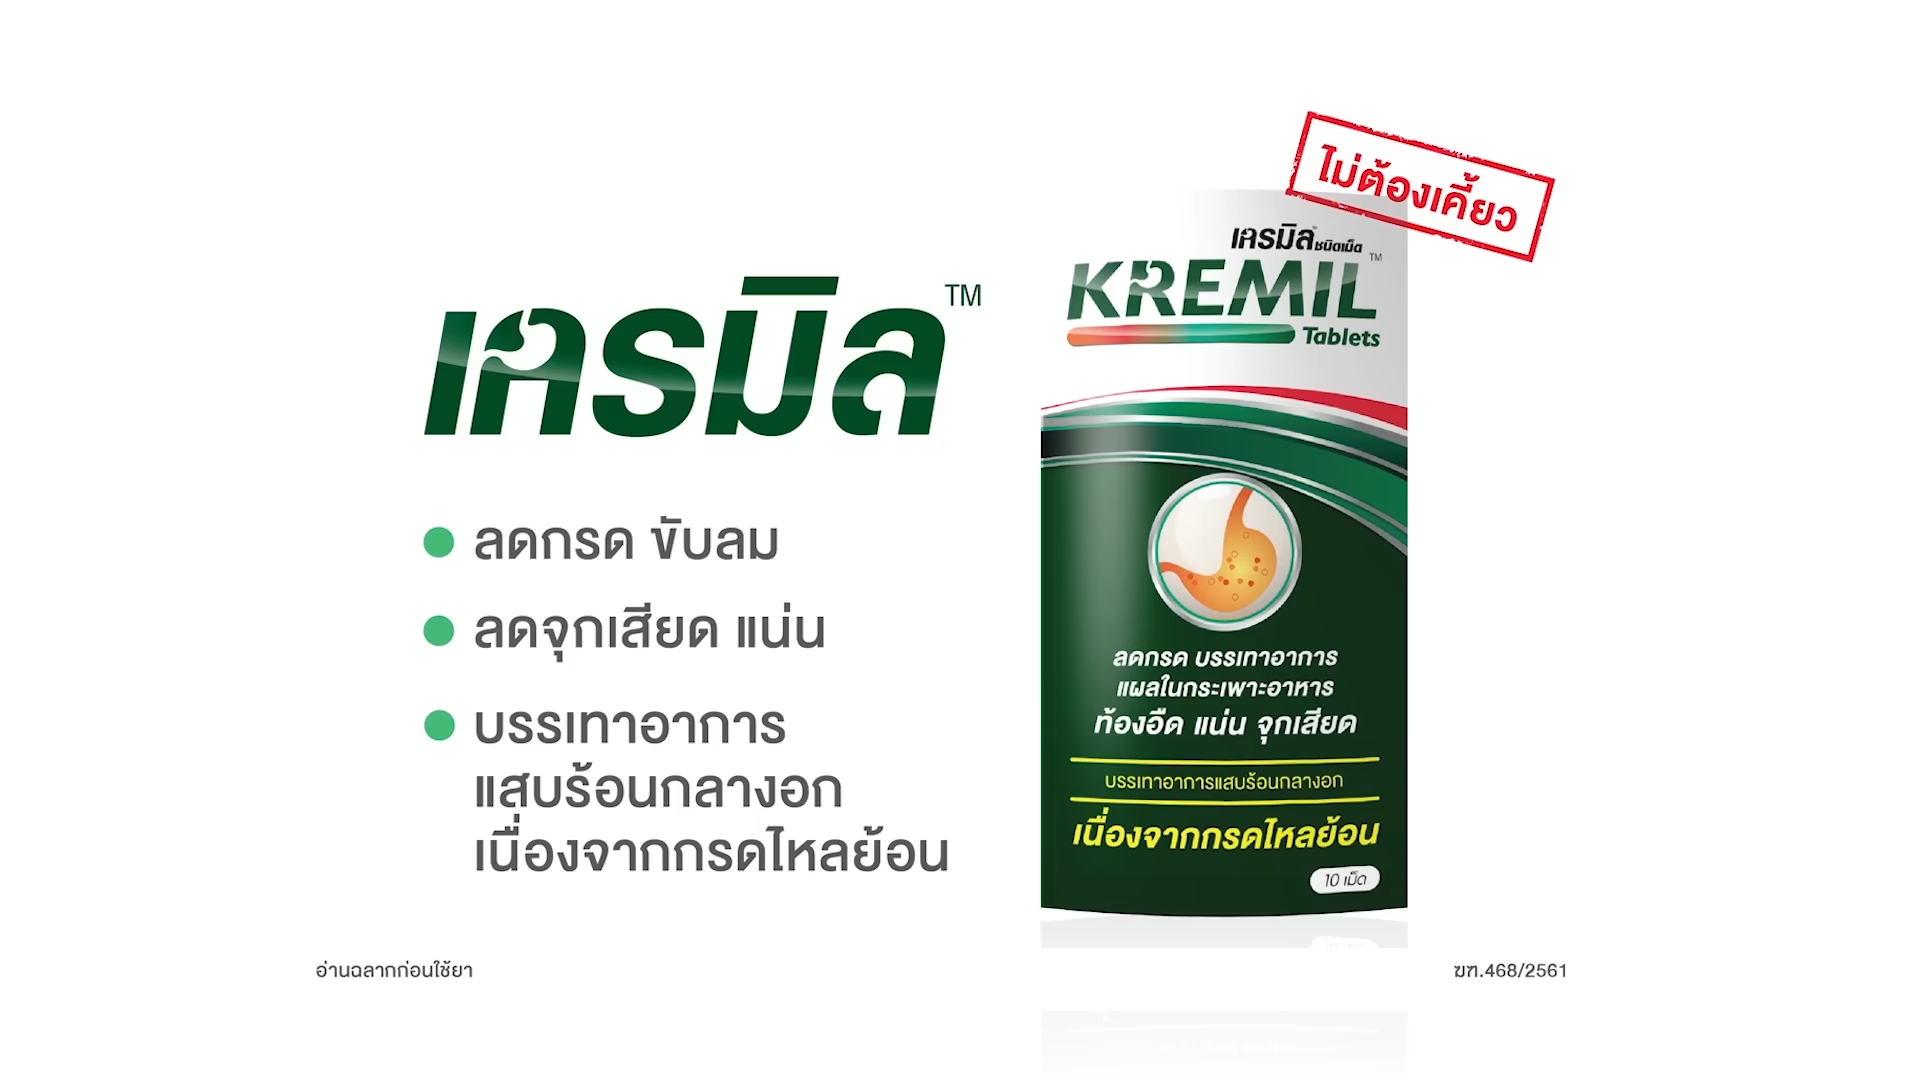 เครมิล™
ลดกรด ขับลม
ลดจุกเสียด แน่น
บรรเทาอาการ
แสบร้อนกลางอก
เนื่องจากกรดไหลย้อน
อ่านฉลากก่อนใช้ยา
ไม่ต้องเคี้ยว
เครมิล™ชนิดเม็ด
KREMIL™
Tablets
ลดกรด บรรเทาอาการ
แผลในกระเพาะอาหาร
ท้องอืด แน่น จุกเสียด
บรรเทาอาการแสบร้อนกลางอก
เนื่องจากกรดไหลย้อน
10 เม็ด
ฆท.468/2561